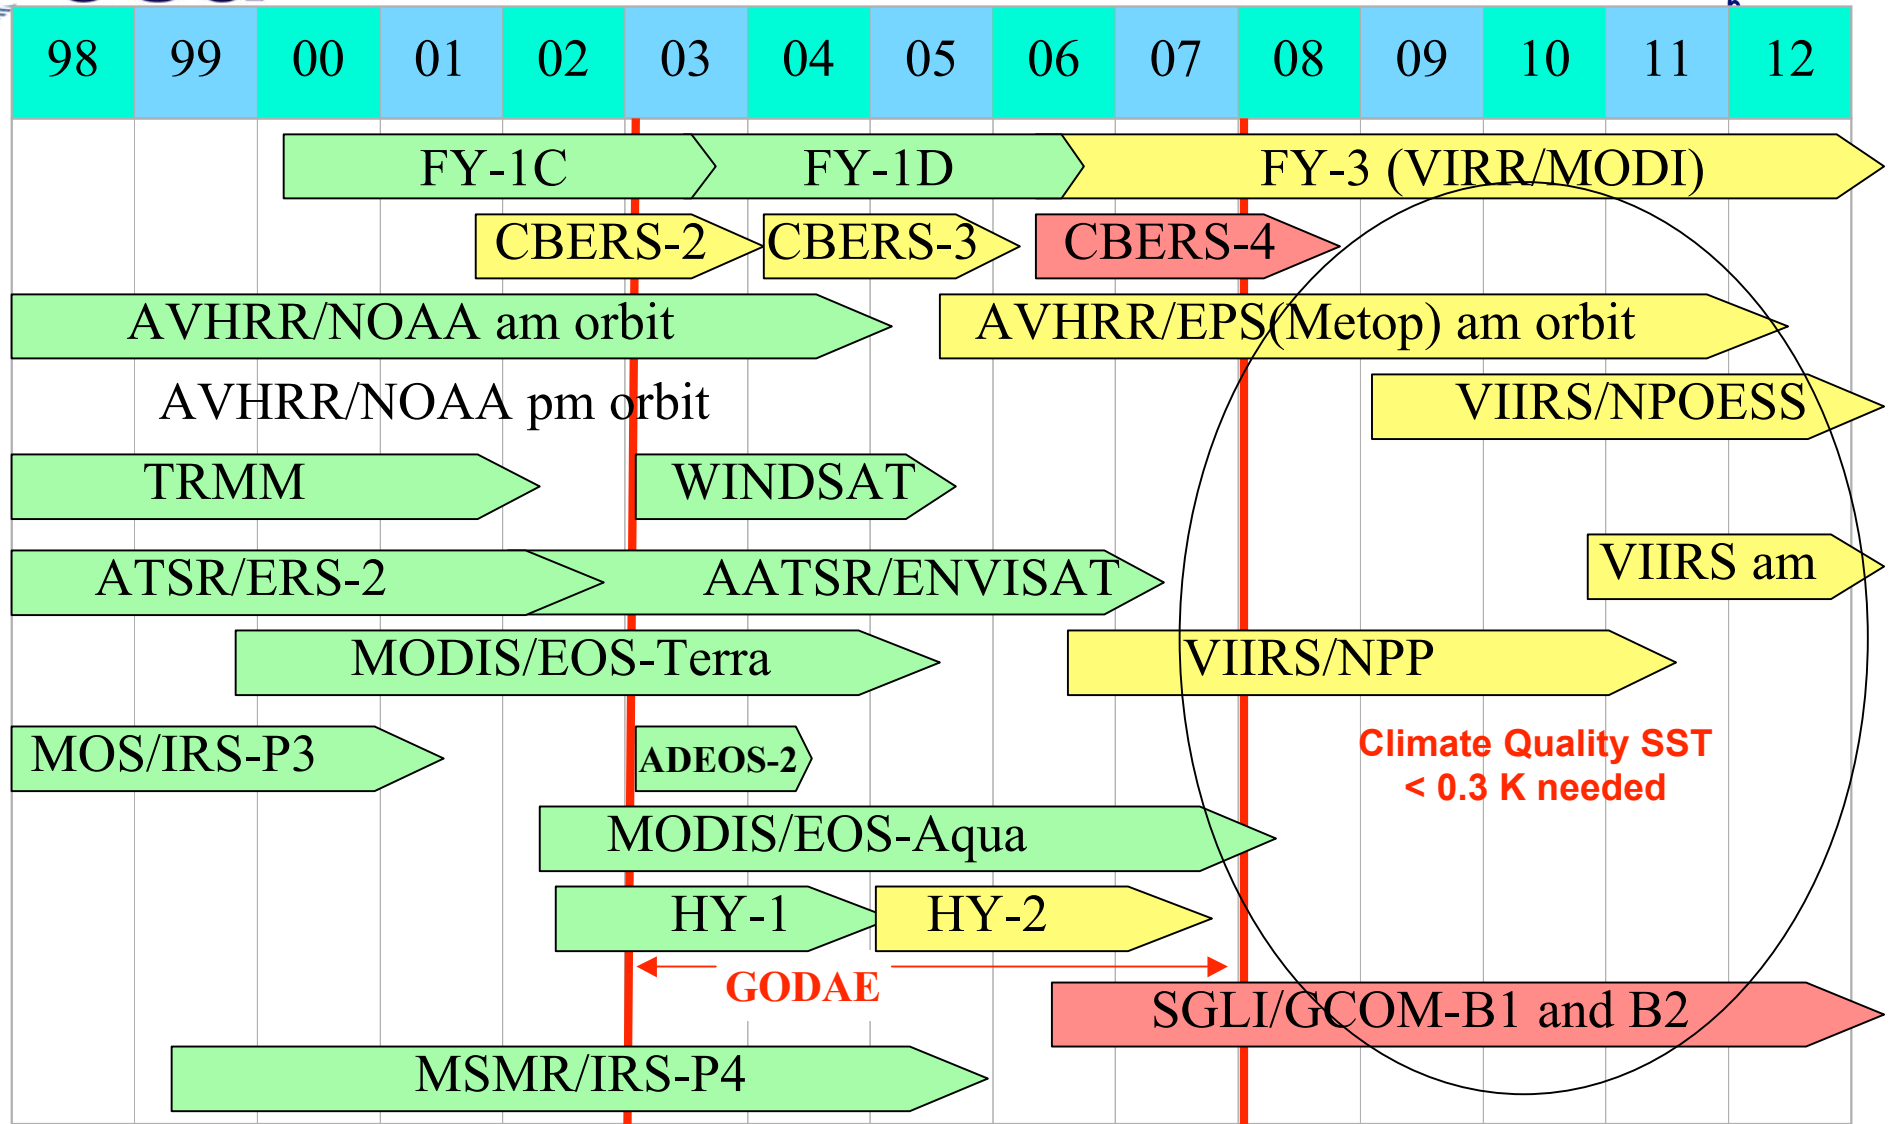 98 99 00 01 02 03 04 05 06 07 08 09 10 11 12
FY-1C FY-1D FY-3 (VIRR/MODI)
CBERS-2 CBERS-3 CBERS-4
AVHRR/NOAA am orbit AVHRR/EPS(Metop) am orbit
AVHRR/NOAA pm orbit VIIRS/NPOESS
TRMM WINDSAT
VIIRS am
ATSR/ERS-2 AATSR/ENVISAT
MODIS/EOS-Terra VIIRS/NPP
MOS/IRS-P3 ADEOS-2
Climate Quality SST
< 0.3 K needed
MODIS/EOS-Aqua
HY-1 HY-2
GODAE
SGLI/GCOM-B1 and B2
MSMR/IRS-P4